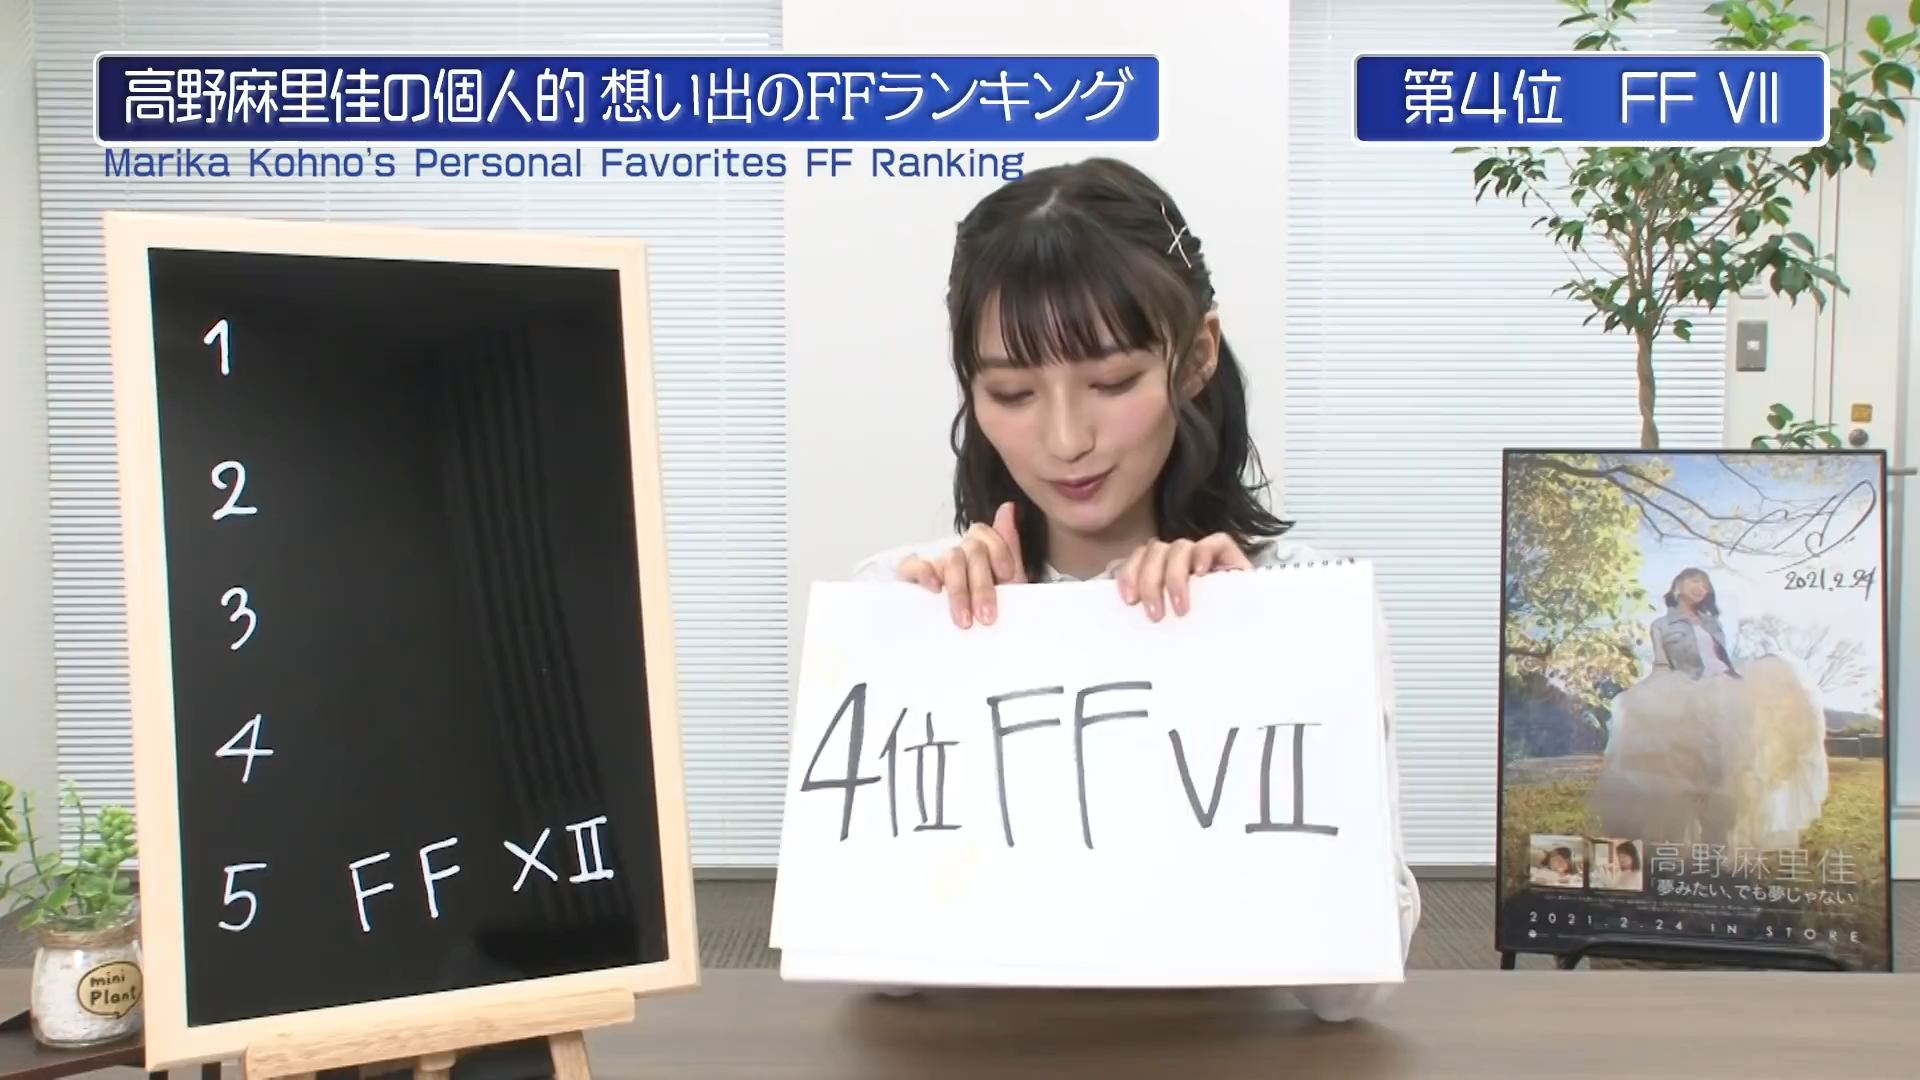 高野麻里佳の個人的 想い出のFFランキング
第4位 FF VII
Marika Kohno's Personal Favorites FF Ranking
1
2
3
4
5 FF XII
4位 FF VII
2021.2.24
高野麻里佳
「夢みたい、でも夢じゃない」
2021.2.24 IN STORE
mini
Plant